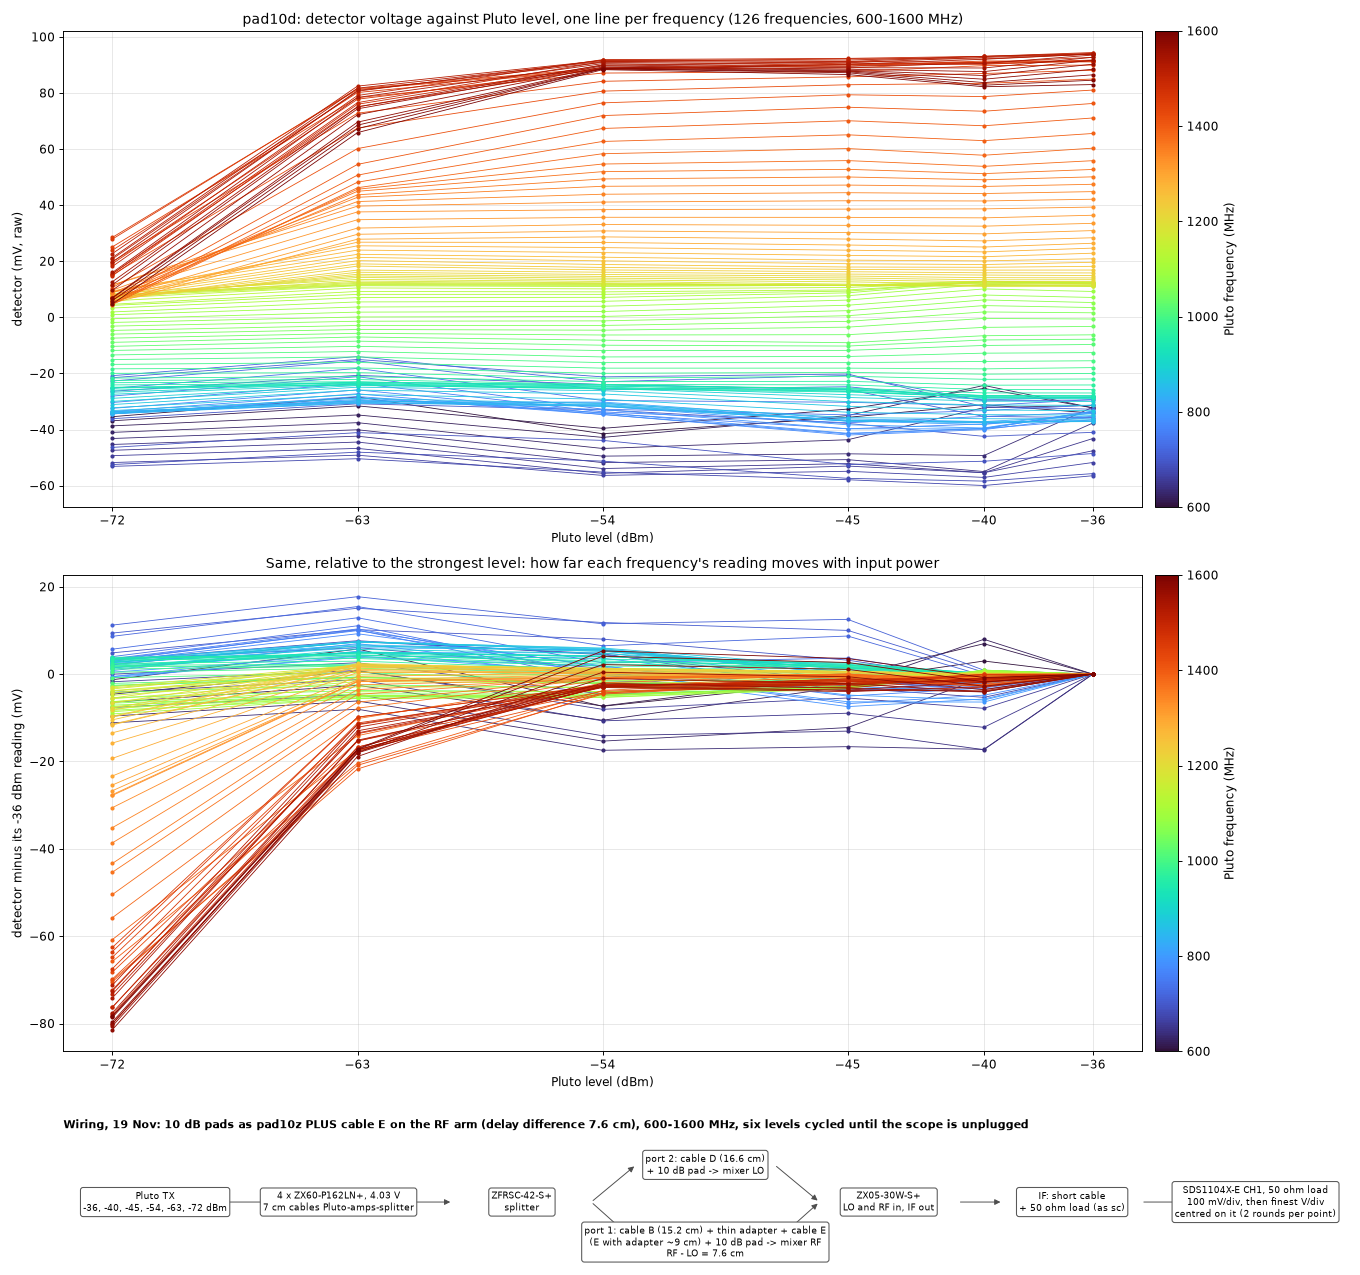 pad10d: detector voltage against Pluto level, one line per frequency (126 frequencies, 600-1600 MHz)
100
80
60
40
20
0
−20
−40
−60
detector (mV, raw)
−72
−63
−54
−45
−40
−36
Pluto level (dBm)
1600
1400
1200
1000
800
600
Pluto frequency (MHz)
Same, relative to the strongest level: how far each frequency's reading moves with input power
20
0
−20
−40
−60
−80
detector minus its -36 dBm reading (mV)
−72
−63
−54
−45
−40
−36
Pluto level (dBm)
1600
1400
1200
1000
800
600
Pluto frequency (MHz)
Wiring, 19 Nov: 10 dB pads as pad10z PLUS cable E on the RF arm (delay difference 7.6 cm), 600-1600 MHz, six levels cycled until the scope is unplugged
Pluto TX
-36, -40, -45, -54, -63, -72 dBm
4 x ZX60-P162LN+, 4.03 V
7 cm cables Pluto-amps-splitter
ZFRSC-42-S+
splitter
port 2: cable D (16.6 cm)
+ 10 dB pad -> mixer LO
port 1: cable B (15.2 cm) + thin adapter + cable E
(E with adapter ~9 cm) + 10 dB pad -> mixer RF
RF - LO = 7.6 cm
ZX05-30W-S+
LO and RF in, IF out
IF: short cable
+ 50 ohm load (as sc)
SDS1104X-E CH1, 50 ohm load
100 mV/div, then finest V/div
centred on it (2 rounds per point)